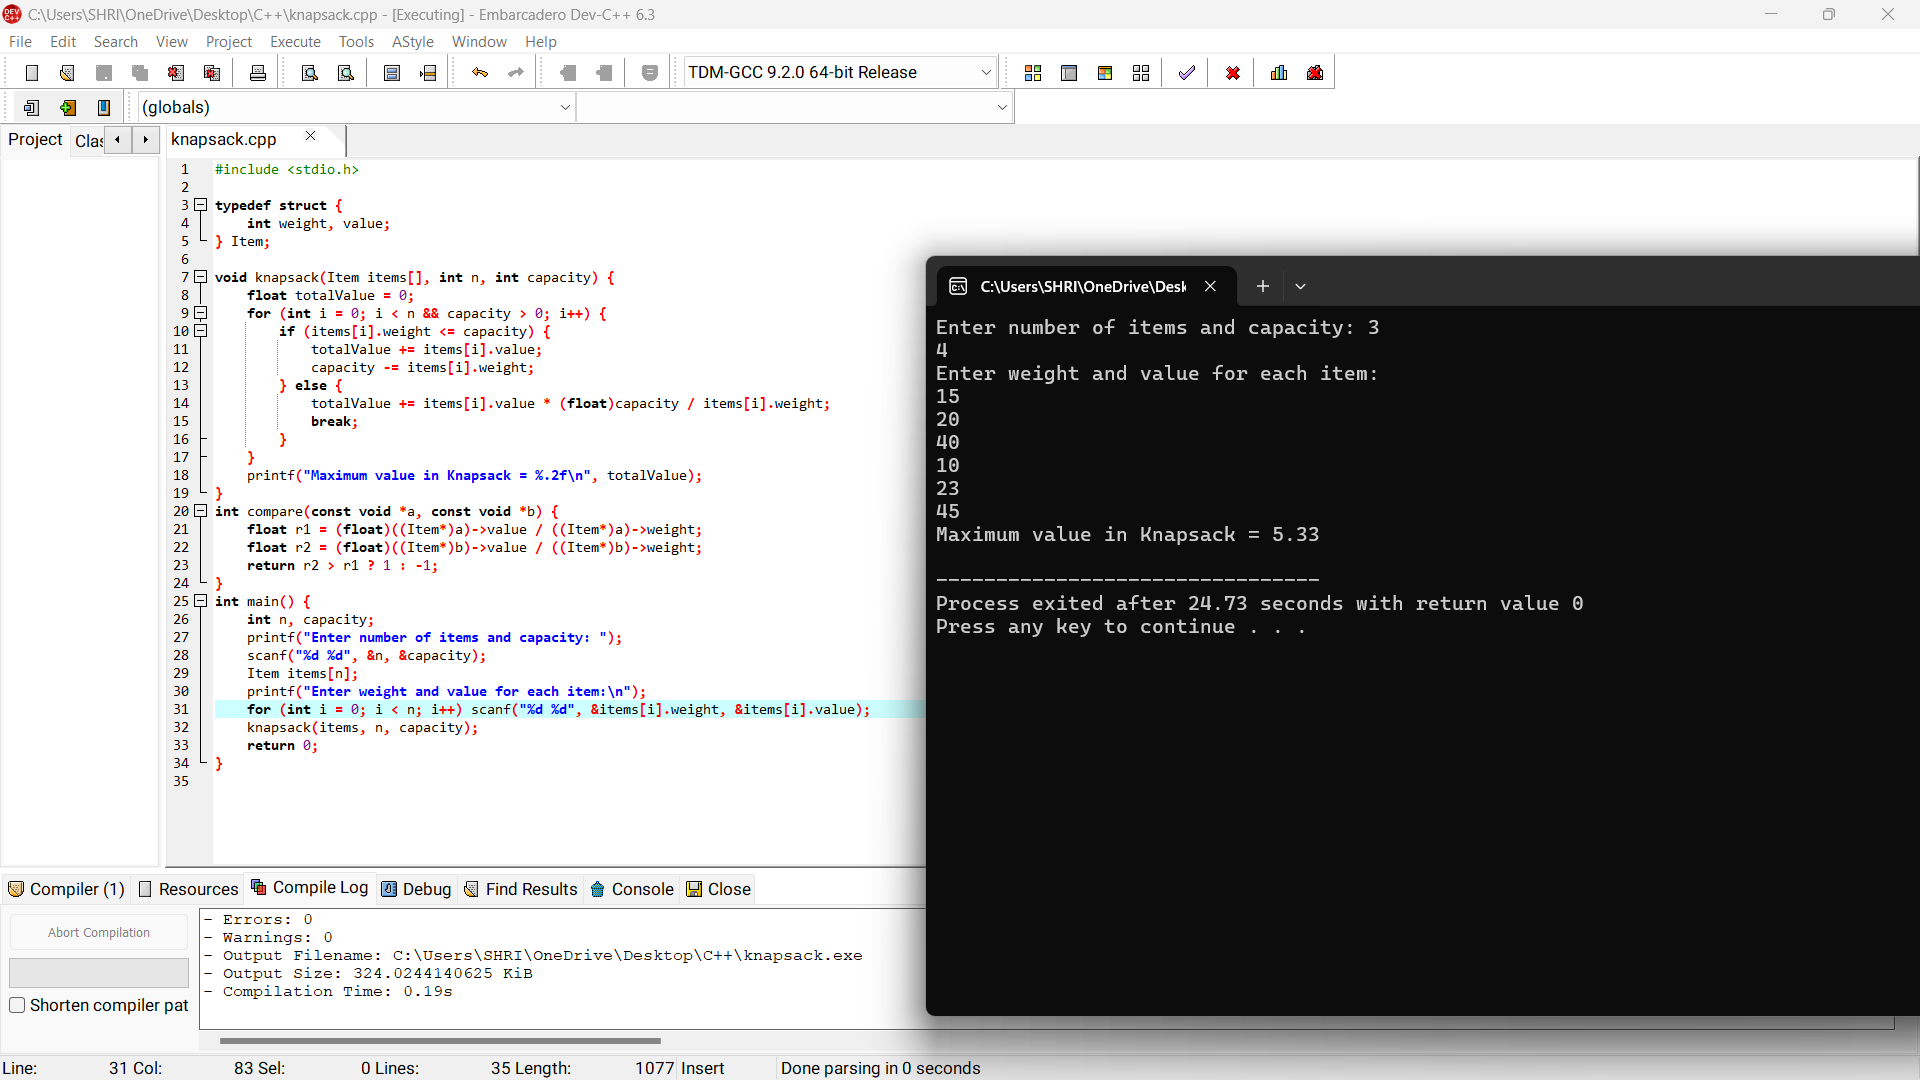 C:\Users\SHRI\OneDrive\Desktop\C++\knapsack.cpp - [Executing] - Embarcadero Dev-C++ 6.3
File Edit Search View Project Execute Tools AStyle Window Help
TDM-GCC 9.2.0 64-bit Release
(globals)
Project Clas knapsack.cpp
1 #include <stdio.h>
2
3 typedef struct {
4 int weight, value;
5 } Item;
6
7 void knapsack(Item items[], int n, int capacity) {
8 float totalValue = 0;
9 for (int i = 0; i < n && capacity > 0; i++) {
10 if (items[i].weight <= capacity) {
11 totalValue += items[i].value;
12 capacity -= items[i].weight;
13 } else {
14 totalValue += items[i].value * (float)capacity / items[i].weight;
15 break;
16 }
17 }
18 printf("Maximum value in Knapsack = %.2f\n", totalValue);
19 }
20 int compare(const void *a, const void *b) {
21 float r1 = (float)((Item*)a)->value / ((Item*)a)->weight;
22 float r2 = (float)((Item*)b)->value / ((Item*)b)->weight;
23 return r2 > r1 ? 1 : -1;
24 }
25 int main() {
26 int n, capacity;
27 printf("Enter number of items and capacity: ");
28 scanf("%d %d", &n, &capacity);
29 Item items[n];
30 printf("Enter weight and value for each item:\n");
31 for (int i = 0; i < n; i++) scanf("%d %d", &items[i].weight, &items[i].value);
32 knapsack(items, n, capacity);
33 return 0;
34 }
35
C:\Users\SHRI\OneDrive\Desk
Enter number of items and capacity: 3
4
Enter weight and value for each item:
15
20
40
10
23
45
Maximum value in Knapsack = 5.33
--------------------------------
Process exited after 24.73 seconds with return value 0
Press any key to continue . . .
Compiler (1) Resources Compile Log Debug Find Results Console Close
Abort Compilation
Shorten compiler pat
- Errors: 0
- Warnings: 0
- Output Filename: C:\Users\SHRI\OneDrive\Desktop\C++\knapsack.exe
- Output Size: 324.0244140625 KiB
- Compilation Time: 0.19s
Line: 31 Col: 83 Sel: 0 Lines: 35 Length: 1077 Insert Done parsing in 0 seconds